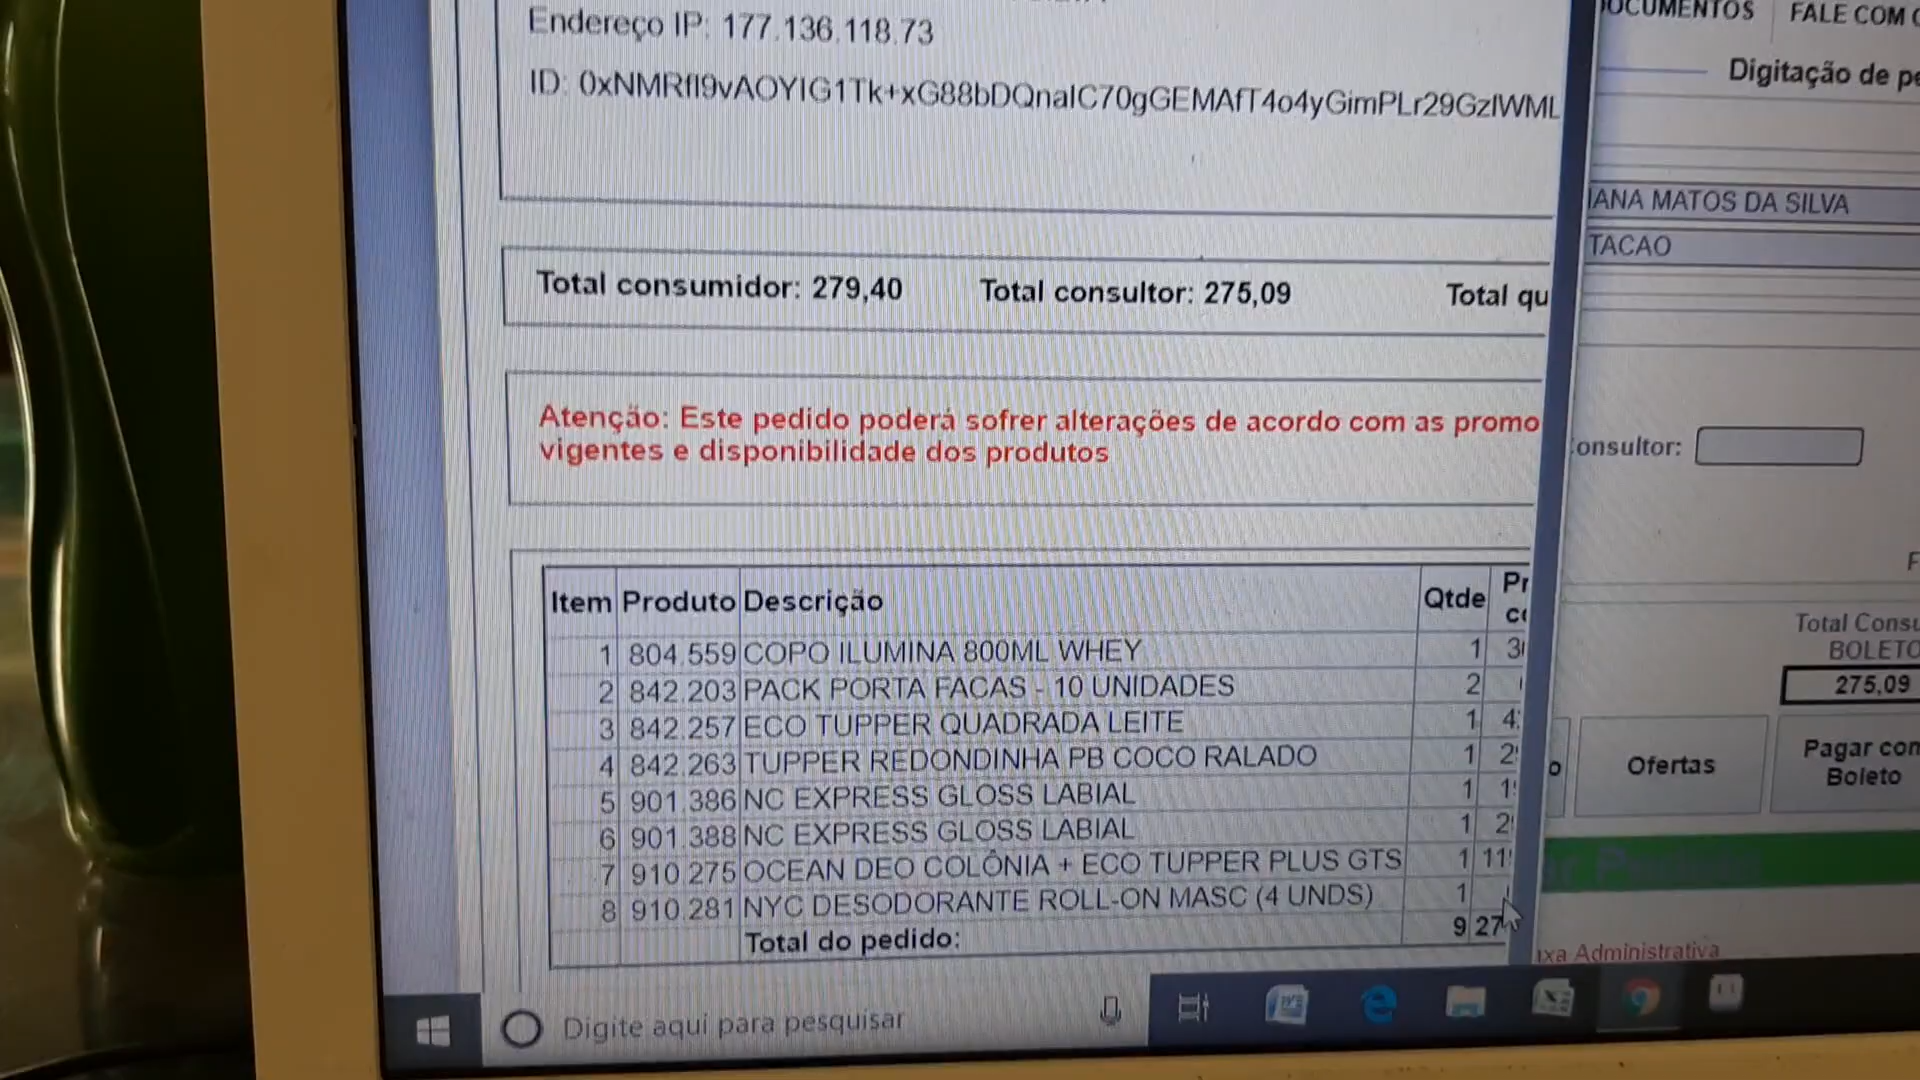 Endereço IP: 177.136.118.73
Total consumidor: 279,40 Total consultor: 275,09 Total qu
Atenção: Este pedido poderá sofrer alterações de acordo com as promo
vigentes e disponibilidade dos produtos
Item Produto Descrição Qtde
1 804.559 COPO ILUMINA 800ML WHEY 1
2 842.203 PACK PORTA FACAS - 10 UNIDADES 2
3 842.257 ECO TUPPER QUADRADA LEITE 1
4 842.263 TUPPER REDONDINHA PB COCO RALADO 1
5 901.386 NC EXPRESS GLOSS LABIAL 1
6 901.388 NC EXPRESS GLOSS LABIAL 1
7 910.275 OCEAN DEO COLÔNIA + ECO TUPPER PLUS GTS 1
8 910.281 NYC DESODORANTE ROLL-ON MASC (4 UNDS) 1
Total do pedido: 9 27
Digite aqui para pesquisar
OCUMENTOS FALE COM
Digitação de pe
IANA MATOS DA SILVA
TACAO
onsultor:
Total Consu
BOLETO
275,09
Ofertas
Pagar com
Boleto
xa Administrativa